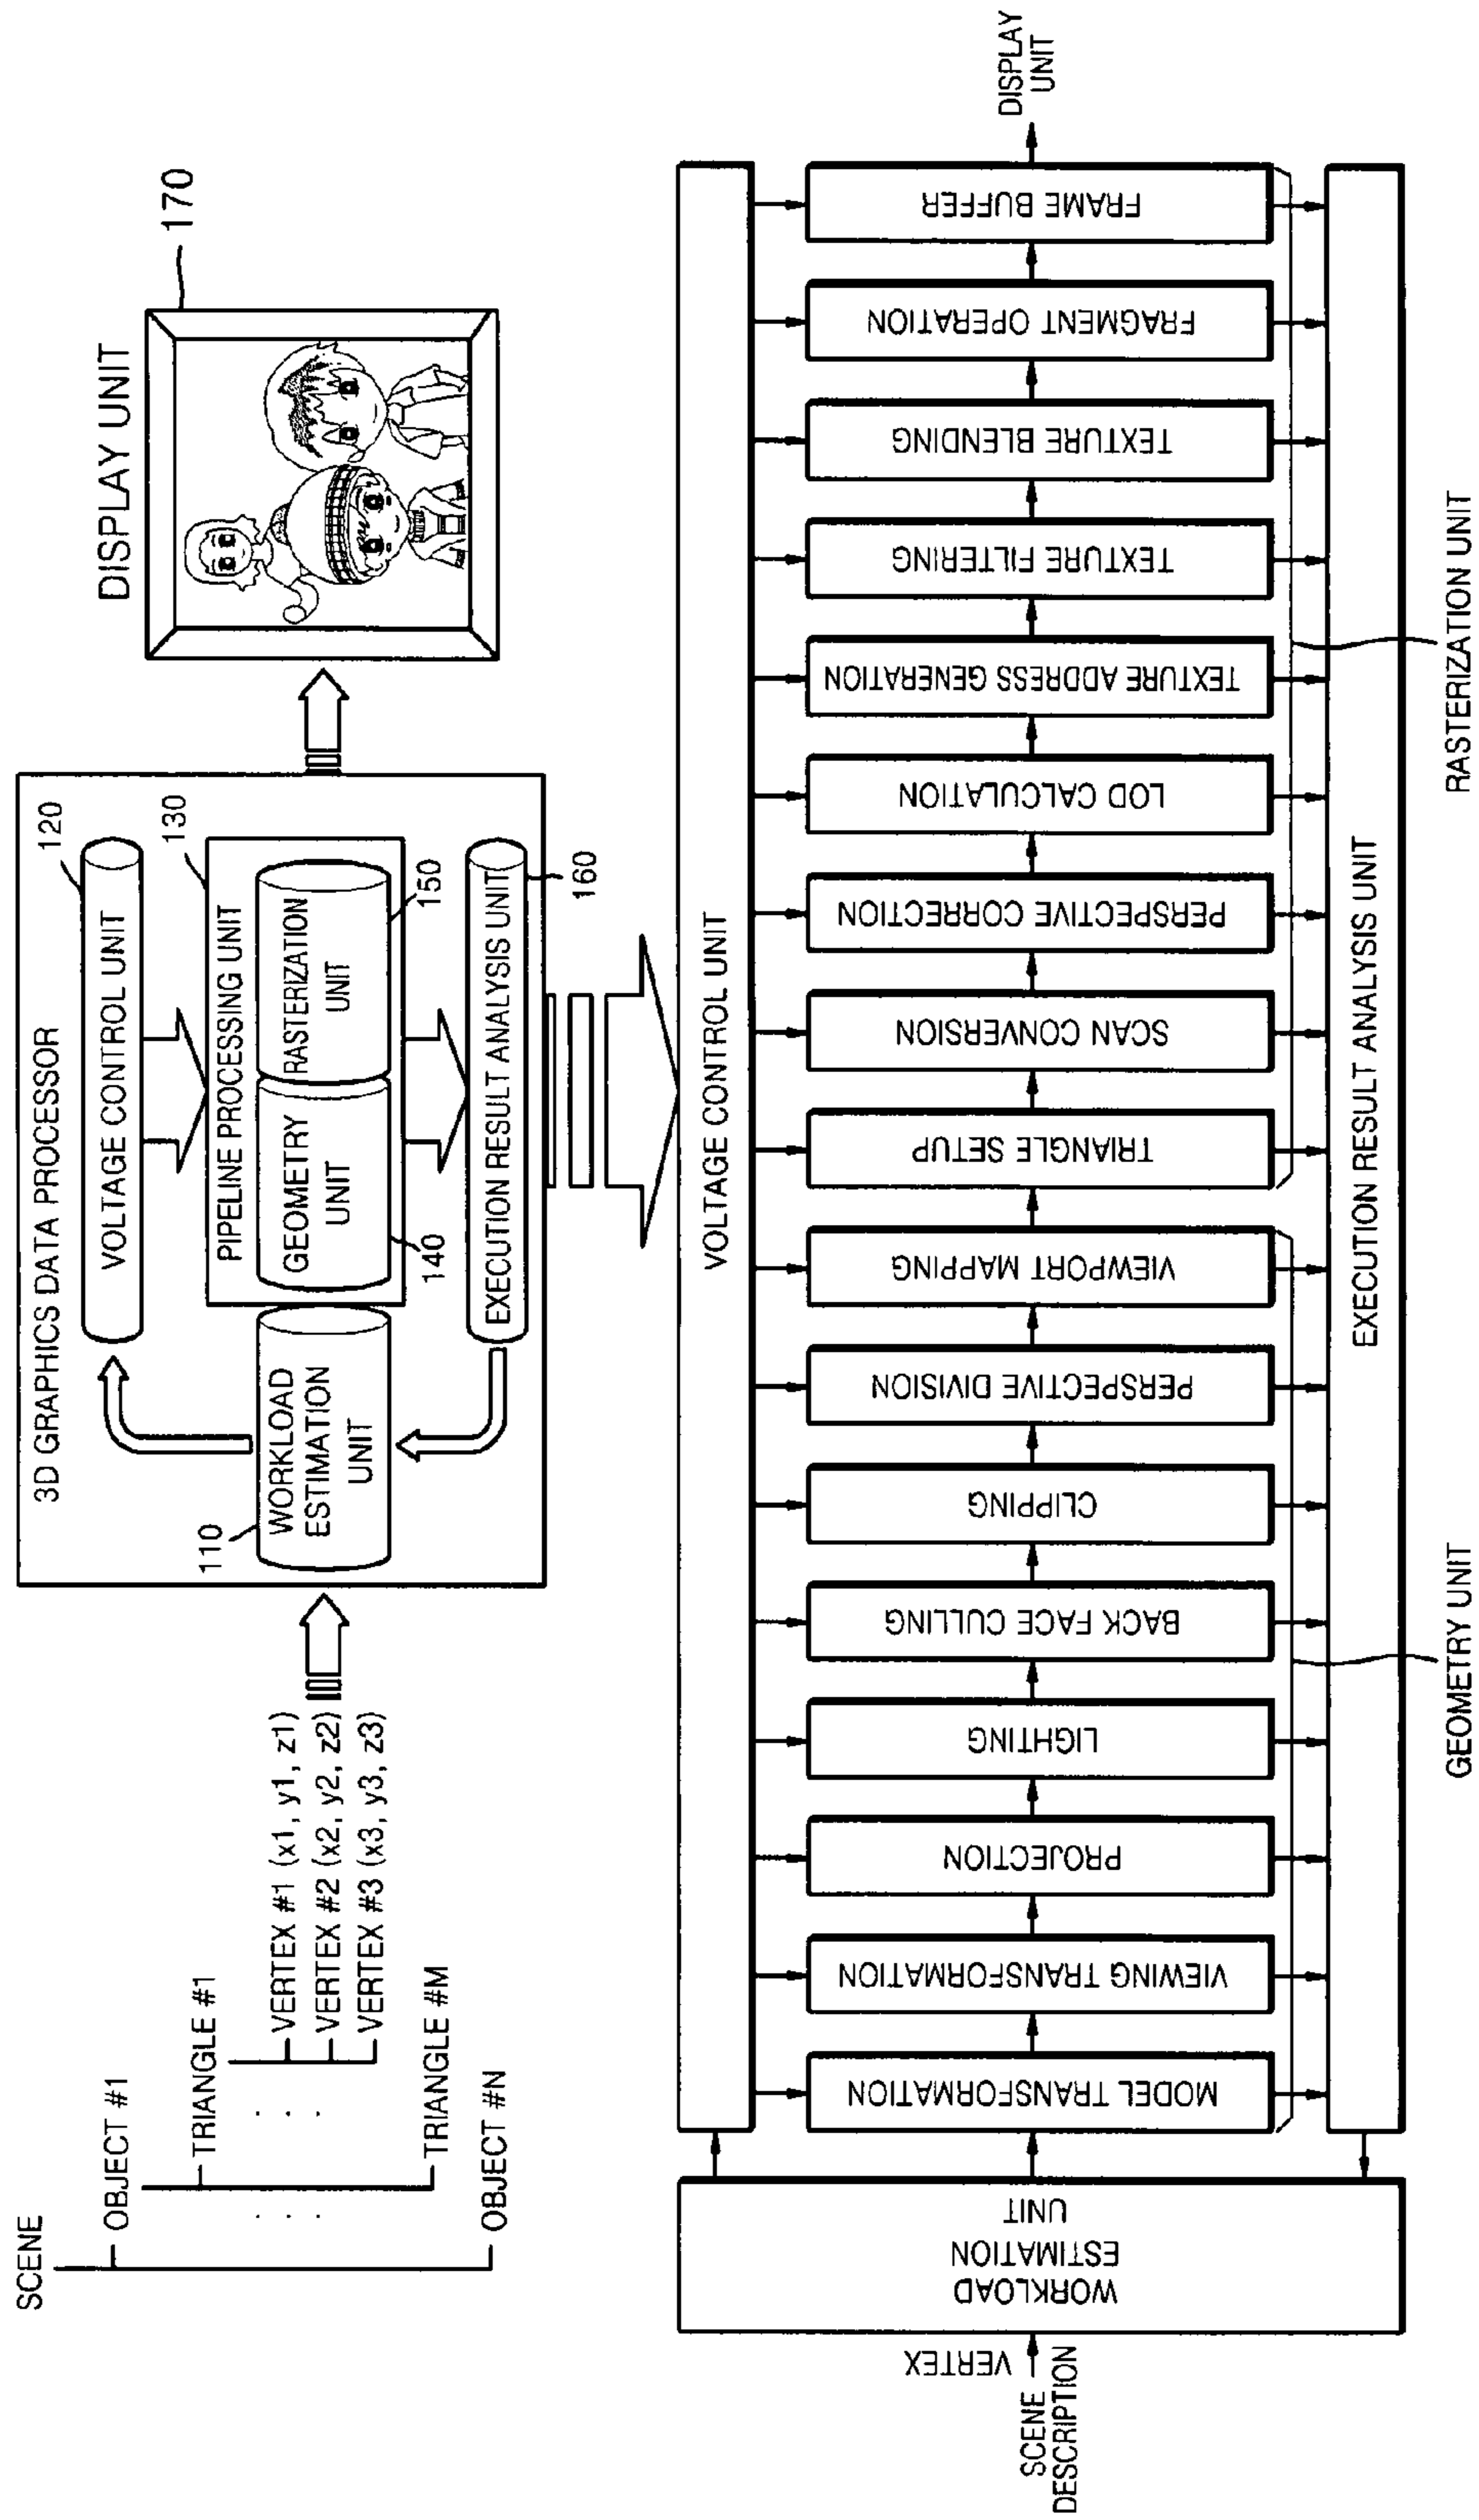 SCENE
OBJECT #1
TRIANGLE #1
VERTEX #1 (x1, y1, z1)
VERTEX #2 (x2, y2, z2)
VERTEX #3 (x3, y3, z3)
TRIANGLE #M
OBJECT #N
3D GRAPHICS DATA PROCESSOR
120
VOLTAGE CONTROL UNIT
130
PIPELINE PROCESSING UNIT
110
WORKLOAD
ESTIMATION
UNIT
GEOMETRY
UNIT
140
RASTERIZATION
UNIT
150
EXECUTION RESULT ANALYSIS UNIT
160
DISPLAY UNIT
170
VOLTAGE CONTROL UNIT
VERTEX
SCENE
DESCRIPTION
WORKLOAD
ESTIMATION
UNIT
MODEL TRANSFORMATION
VIEWING TRANSFORMATION
PROJECTION
LIGHTING
BACK FACE CULLING
CLIPPING
PERSPECTIVE DIVISION
VIEWPORT MAPPING
TRIANGLE SETUP
SCAN CONVERSION
PERSPECTIVE CORRECTION
LOD CALCULATION
TEXTURE ADDRESS GENERATION
TEXTURE FILTERING
TEXTURE BLENDING
FRAGMENT OPERATION
FRAME BUFFER
DISPLAY
UNIT
EXECUTION RESULT ANALYSIS UNIT
GEOMETRY UNIT
RASTERIZATION UNIT